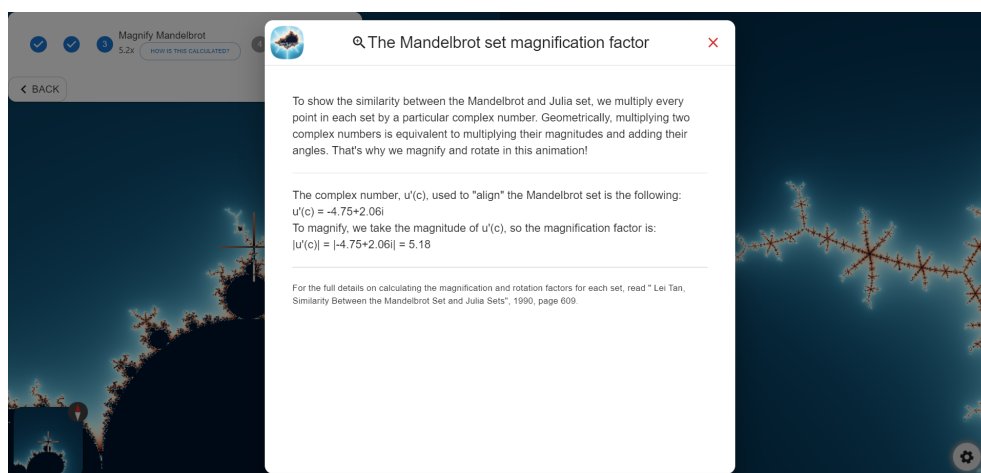 Magnify Mandelbrot
3
5.2x HOW IS THIS CALCULATED?
4
BACK
The Mandelbrot set magnification factor
To show the similarity between the Mandelbrot and Julia set, we multiply every
point in each set by a particular complex number. Geometrically, multiplying two
complex numbers is equivalent to multiplying their magnitudes and adding their
angles. That's why we magnify and rotate in this animation!
The complex number, u'(c), used to "align" the Mandelbrot set is the following:
u'(c) = -4.75+2.06i
To magnify, we take the magnitude of u'(c), so the magnification factor is:
|u'(c)| = |-4.75+2.06i| = 5.18
For the full details on calculating the magnification and rotation factors for each set, read " Lei Tan,
Similarity Between the Mandelbrot Set and Julia Sets", 1990, page 609.